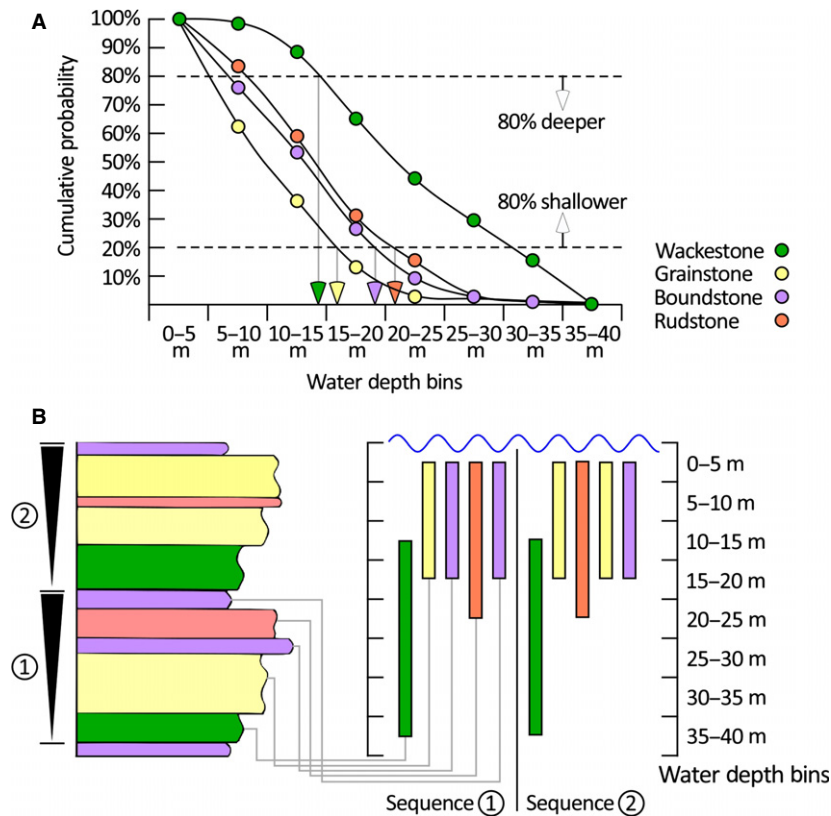 A
Cumulative probability
100%
90%
80%
70%
60%
50%
40%
30%
20%
10%
80% deeper
80% shallower
0–5 m
5–10 m
10–15 m
15–20 m
20–25 m
25–30 m
30–35 m
35–40 m
Water depth bins
Wackestone
Grainstone
Boundstone
Rudstone
B
2
1
0–5 m
5–10 m
10–15 m
15–20 m
20–25 m
25–30 m
30–35 m
35–40 m
Water depth bins
Sequence 1
Sequence 2